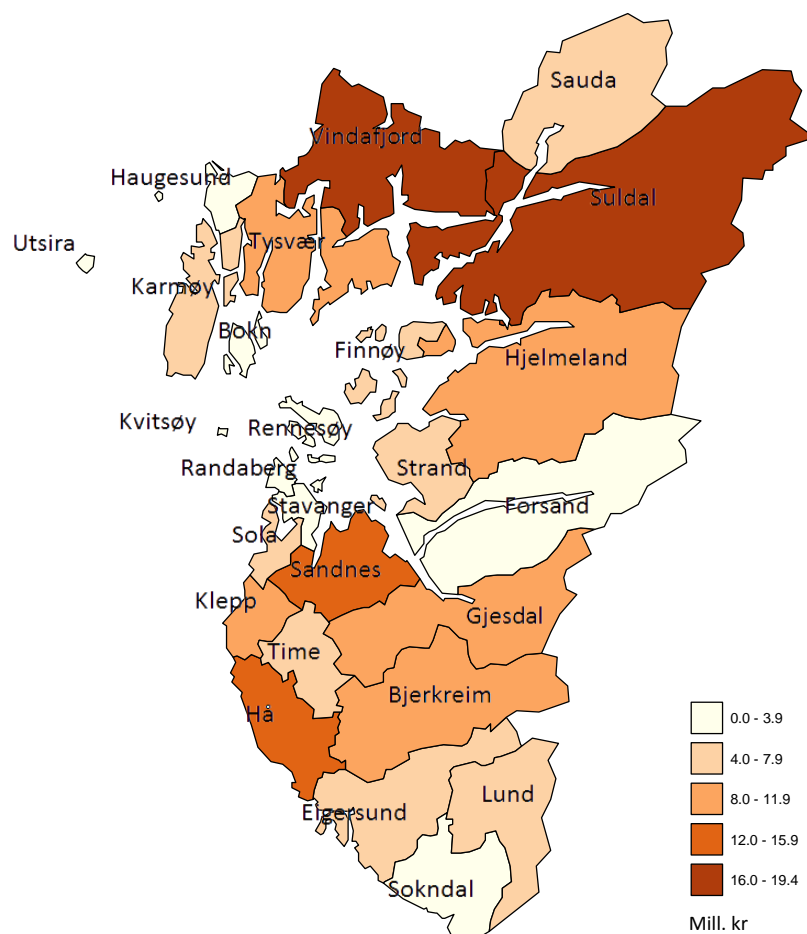 Sauda
Vindafjord
Haugesund
Suldal
Utsira
Tysvær
Karmøy
Bokn
Finnøy
Hjelmeland
Kvitsøy
Rennesøy
Randaberg
Strand
Stavanger
Forsand
Sola
Sandnes
Klepp
Gjesdal
Time
Bjerkreim
Hå
0.0 - 3.9
4.0 - 7.9
Lund
8.0 - 11.9
Eigersund
12.0 - 15.9
16.0 - 19.4
Sokndal
Mill. kr